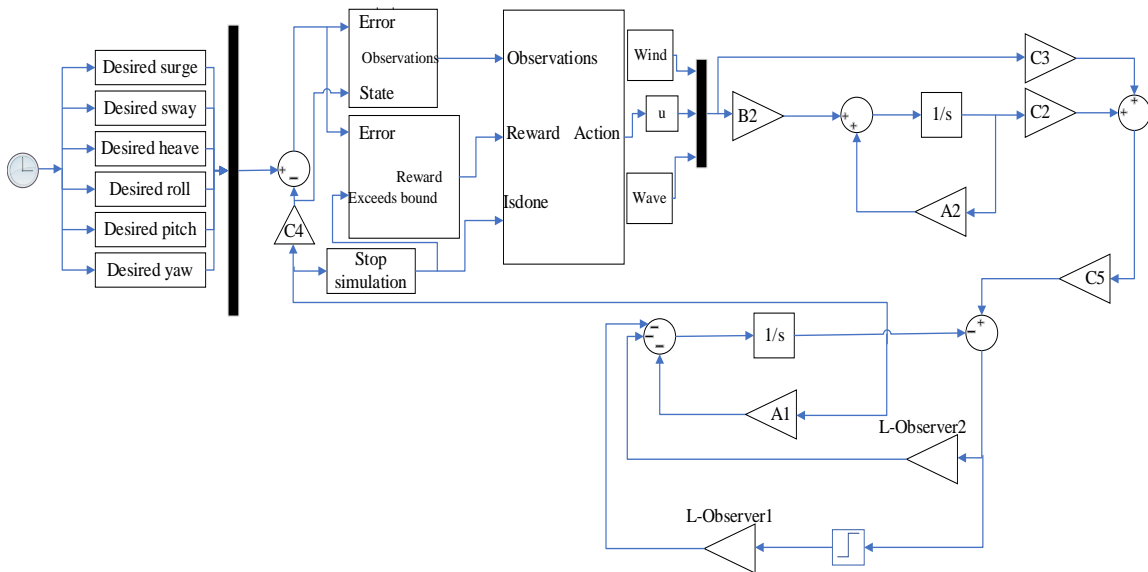 Desired surge
Desired sway
Desired heave
Desired roll
Desired pitch
Desired yaw
+
−
C4
Error
Observations
State
Error
Reward
Exceeds bound
Stop
simulation
Observations
Reward
Action
Isdone
Wind
u
Wave
B2
+
+
1/s
A2
C3
C2
+
+
C5
+
−
−
−
−
1/s
A1
L-Observer2
L-Observer1